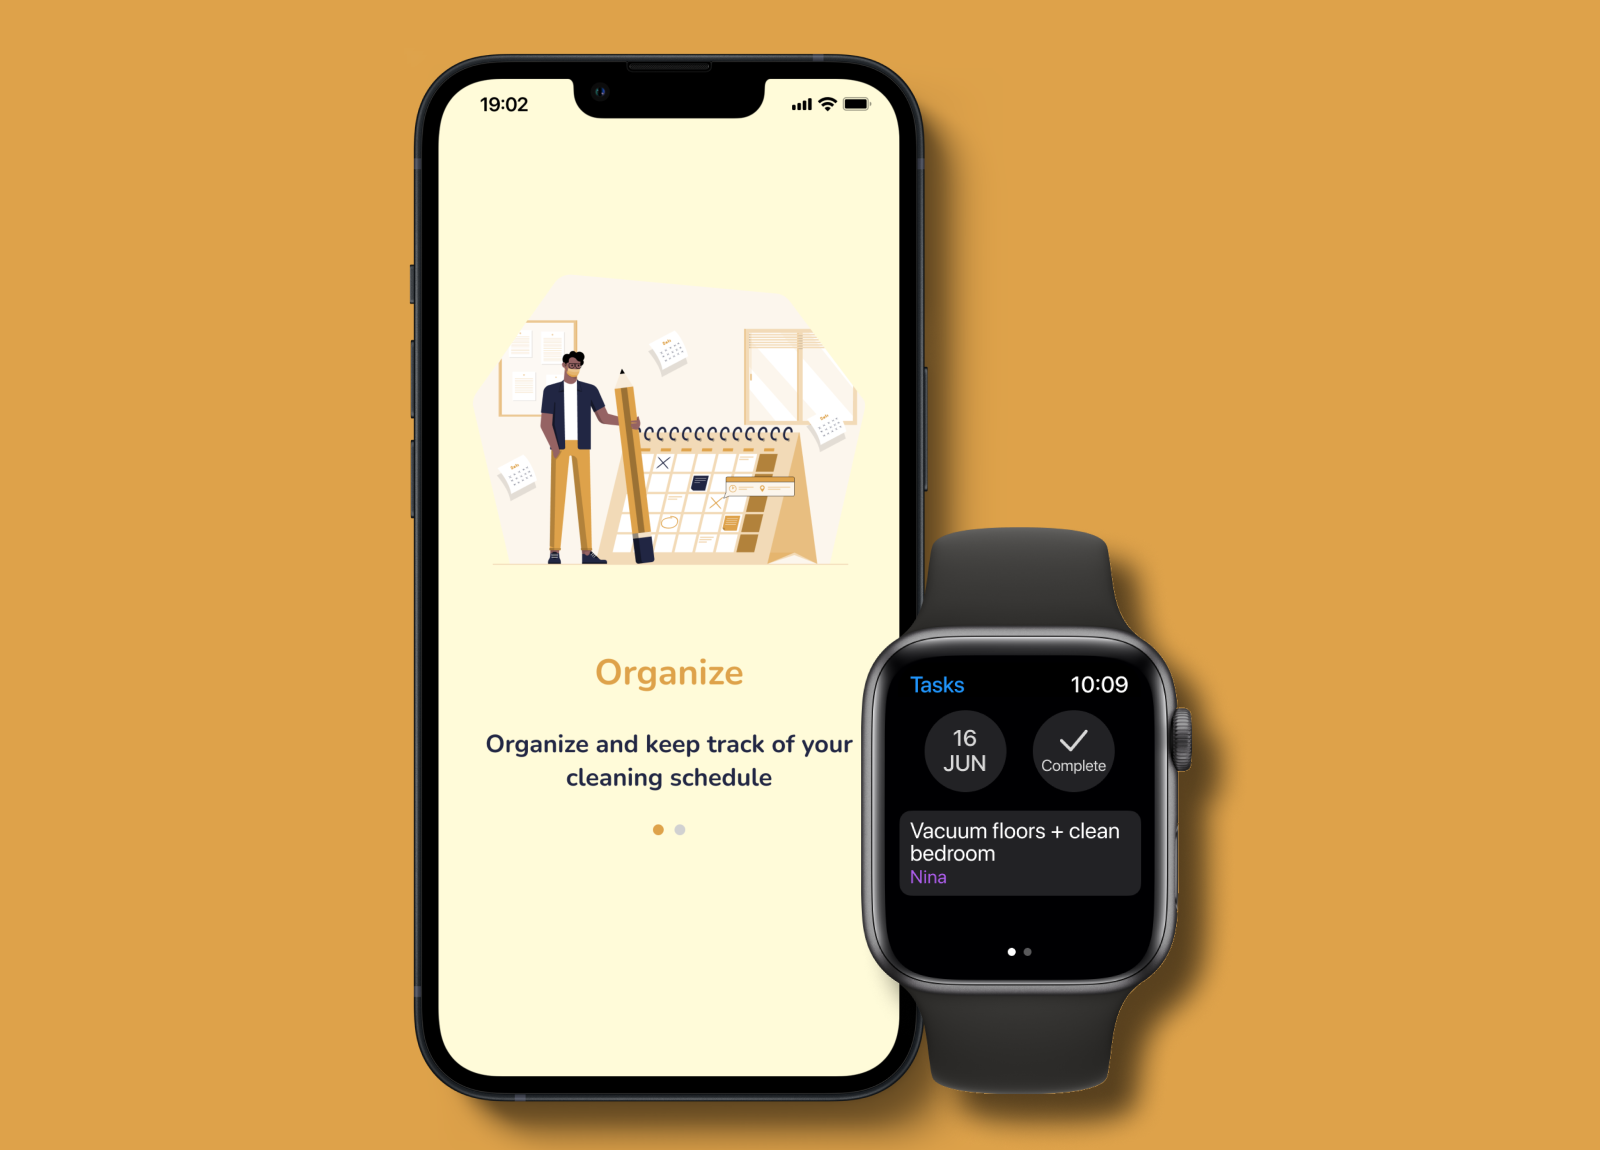 19:02
Organize
Organize and keep track of your
cleaning schedule
Tasks
10:09
16
JUN
Complete
Vacuum floors + clean
bedroom
Nina